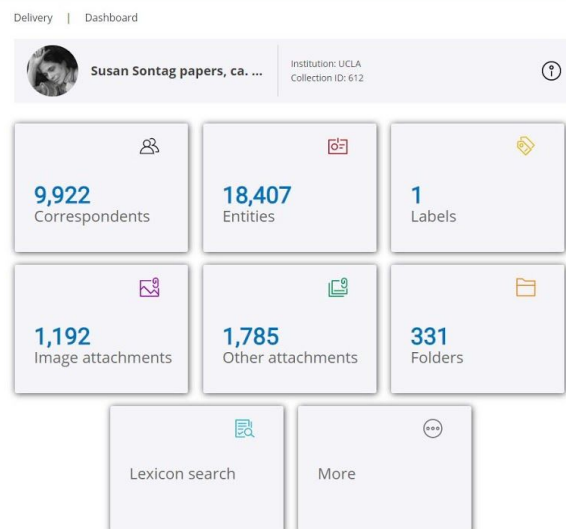 Delivery | Dashboard
Susan Sontag papers, ca. ...
Institution: UCLA
Collection ID: 612
9,922
Correspondents
18,407
Entities
1
Labels
1,192
Image attachments
1,785
Other attachments
331
Folders
Lexicon search
More